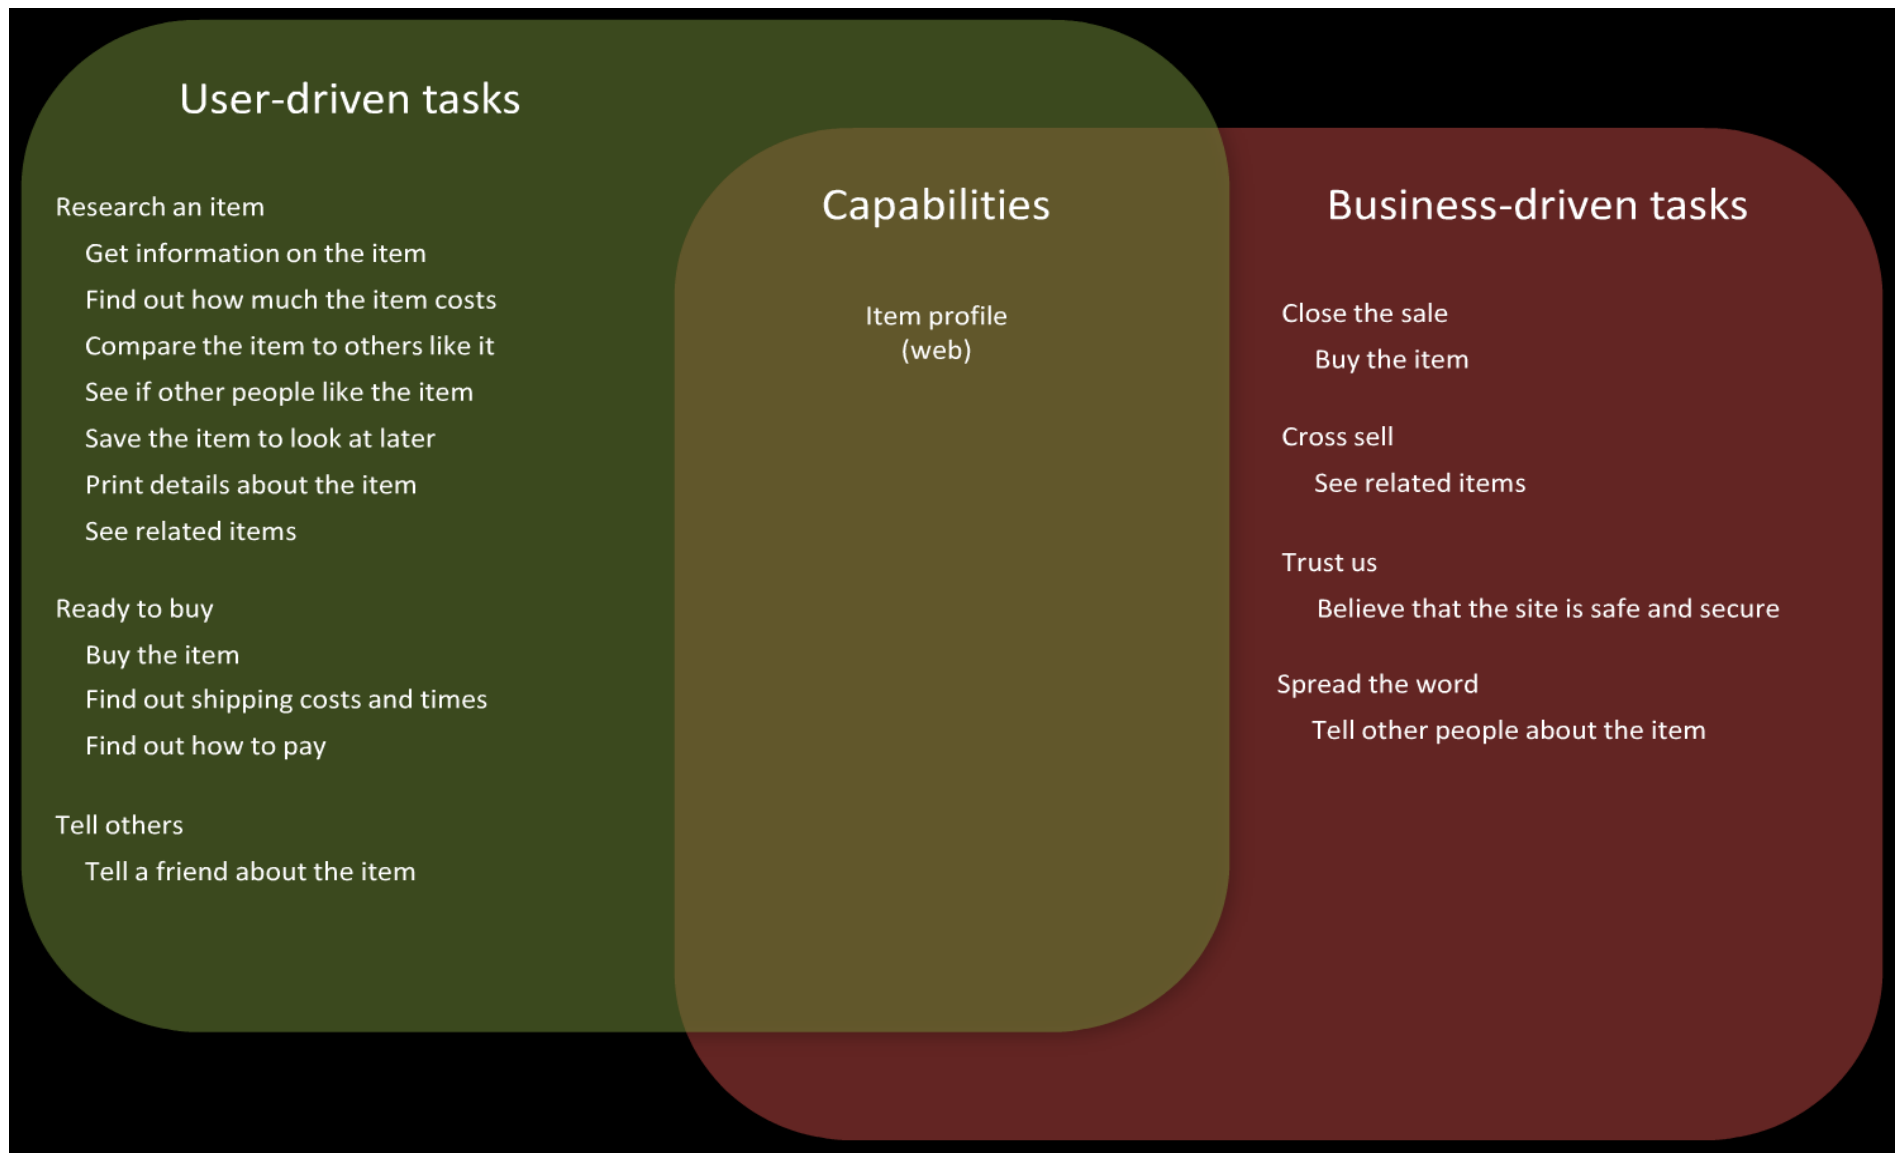 User-driven tasks
Research an item
Get information on the item
Find out how much the item costs
Compare the item to others like it
See if other people like the item
Save the item to look at later
Print details about the item
See related items
Ready to buy
Buy the item
Find out shipping costs and times
Find out how to pay
Tell others
Tell a friend about the item
Capabilities
Item profile
(web)
Business-driven tasks
Close the sale
Buy the item
Cross sell
See related items
Trust us
Believe that the site is safe and secure
Spread the word
Tell other people about the item